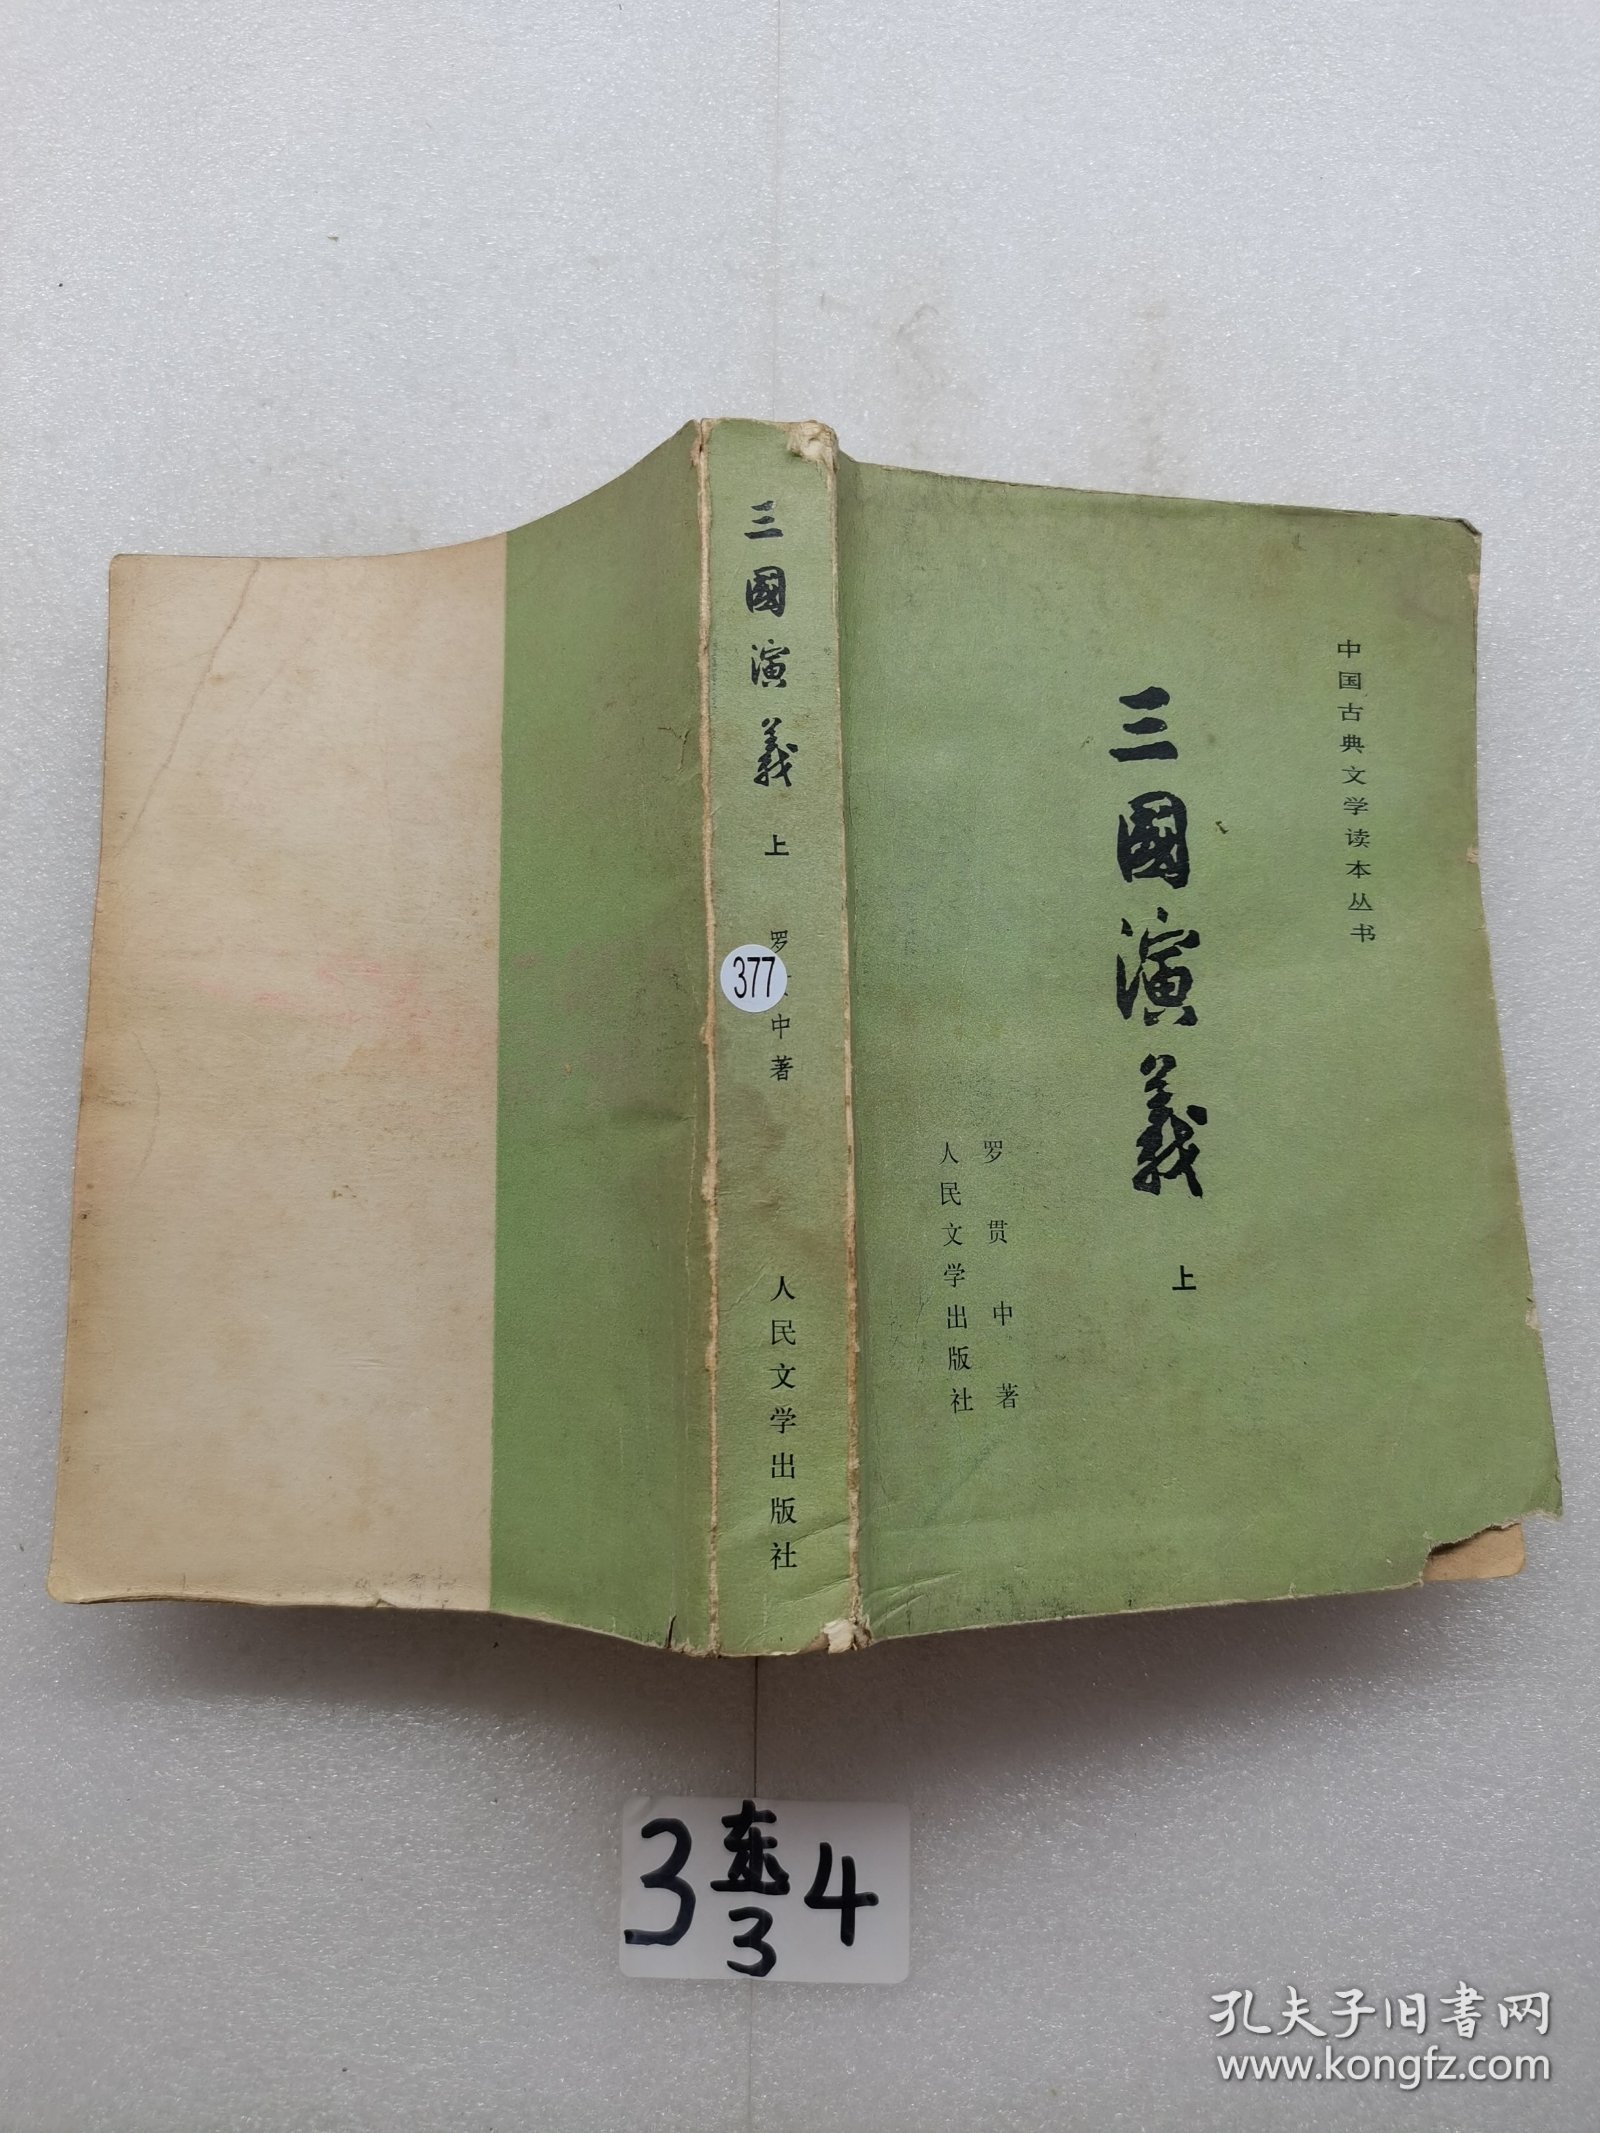 三國演義
上
罗
中著
377
人民文学出版社
中国古典文学读本丛书
三國演義
上
罗贯中著
人民文学出版社
3
3
4
孔夫子旧书网
www.kongfz.com